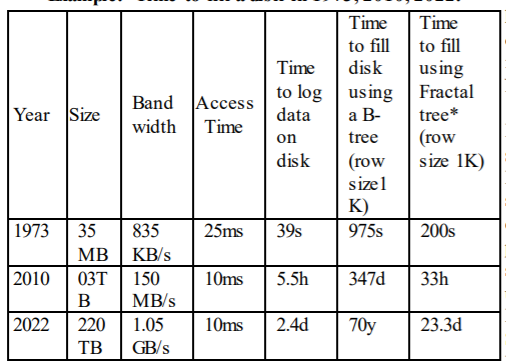 Year
Size
Band
width
Access
Time
Time
to log
data
on
disk
Time
to fill
disk
using
a B-
tree
(row
size1
K)
Time
to fill
using
Fractal
tree*
(row
size 1K)
1973
35
MB
835
KB/s
25ms
39s
975s
200s
2010
03T
B
150
MB/s
10ms
5.5h
347d
33h
2022
220
TB
1.05
GB/s
10ms
2.4d
70y
23.3d